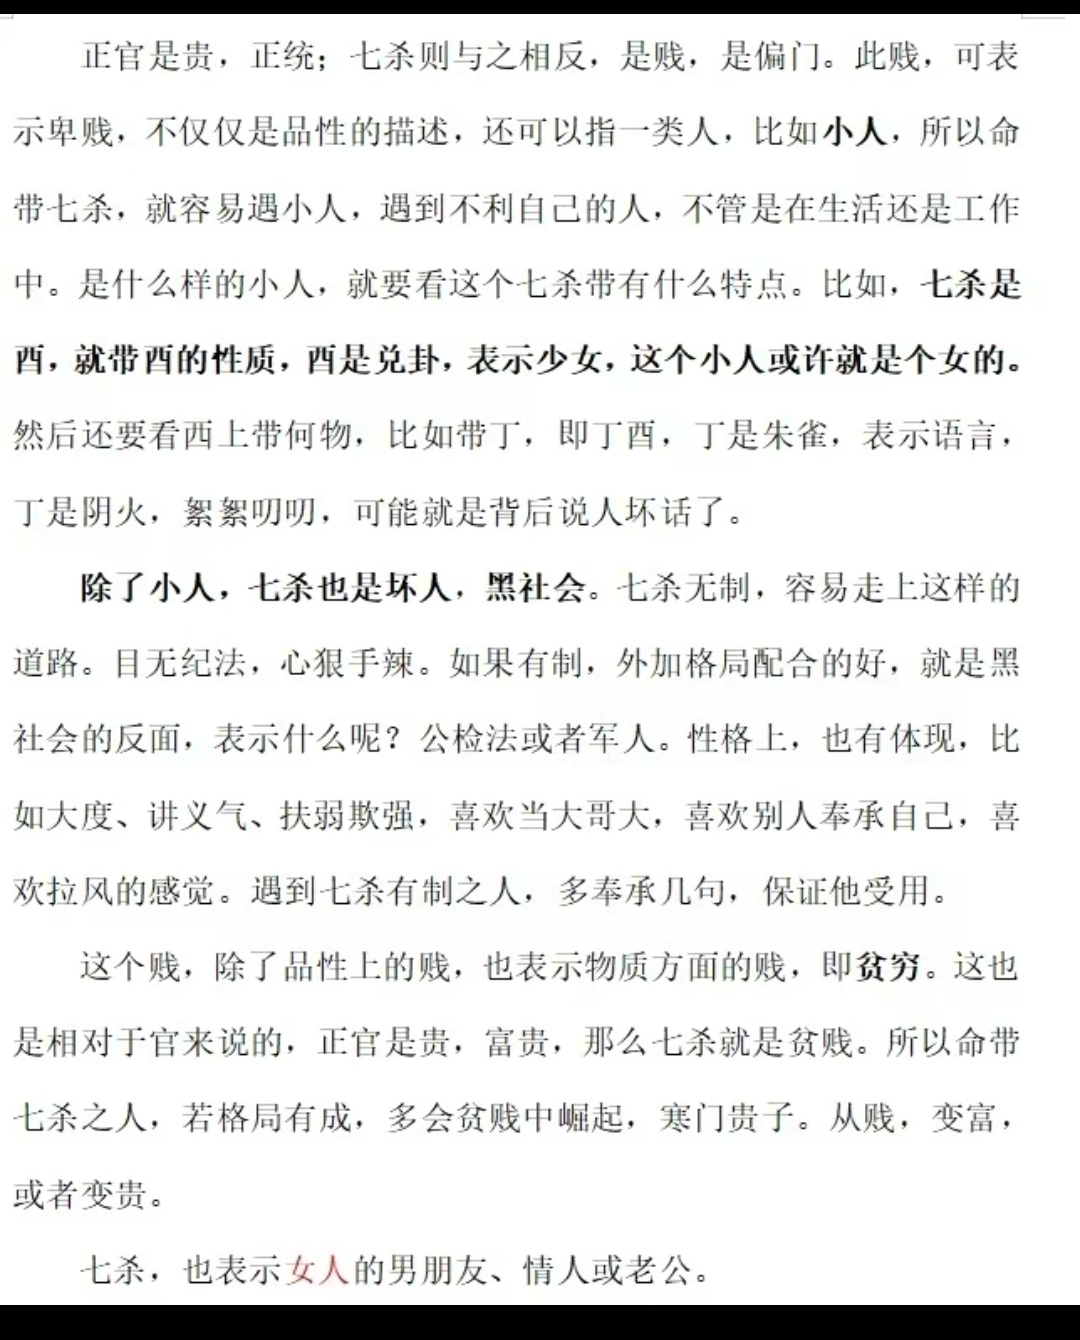 正官是贵，正统；七杀则与之相反，是贱，是偏门。此贱，可表
示卑贱，不仅仅是品性的描述，还可以指一类人，比如小人，所以命
带七杀，就容易遇小人，遇到不利自己的人，不管是在生活还是工作
中。是什么样的小人，就要看这个七杀带有什么特点。比如，七杀是
酉，就带酉的性质，酉是兑卦，表示少女，这个小人或许就是个女的。
然后还要看西上带何物，比如带丁，即丁酉，丁是朱雀，表示语言，
丁是阴火，絮絮叨叨，可能就是背后说人坏话了。
除了小人，七杀也是坏人，黑社会。七杀无制，容易走上这样的
道路。目无纪法，心狠手辣。如果有制，外加格局配合的好，就是黑
社会的反面，表示什么呢？公检法或者军人。性格上，也有体现，比
如大度、讲义气、扶弱欺强，喜欢当大哥大，喜欢别人奉承自己，喜
欢拉风的感觉。遇到七杀有制之人，多奉承几句，保证他受用。
这个贱，除了品性上的贱，也表示物质方面的贱，即贫穷。这也
是相对于官来说的，正官是贵，富贵，那么七杀就是贫贱。所以命带
七杀之人，若格局有成，多会贫贱中崛起，寒门贵子。从贱，变富，
或者变贵。
七杀，也表示女人的男朋友、情人或老公。